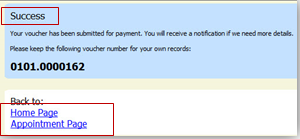 Success
Your voucher has been submitted for payment. You will receive a notification if we need more details.
Please keep the following voucher number for your own records:
0101.0000162
Back to:
Home Page
Appointment Page